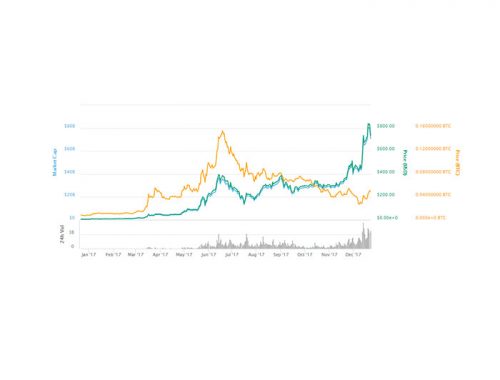 $80B
$60B
$40B
$20B
$0
Market Cap
$800.00
$600.00
$400.00
$200.00
$0.00e+0
Price (USD)
0.16000000 BTC
0.12000000 BTC
0.08000000 BTC
0.04000000 BTC
0.000e+0 BTC
Price (BTC)
24h Vol
0
Jan '17
Feb '17
Mar '17
Apr '17
May '17
Jun '17
Jul '17
Aug '17
Sep '17
Oct '17
Nov '17
Dec '17